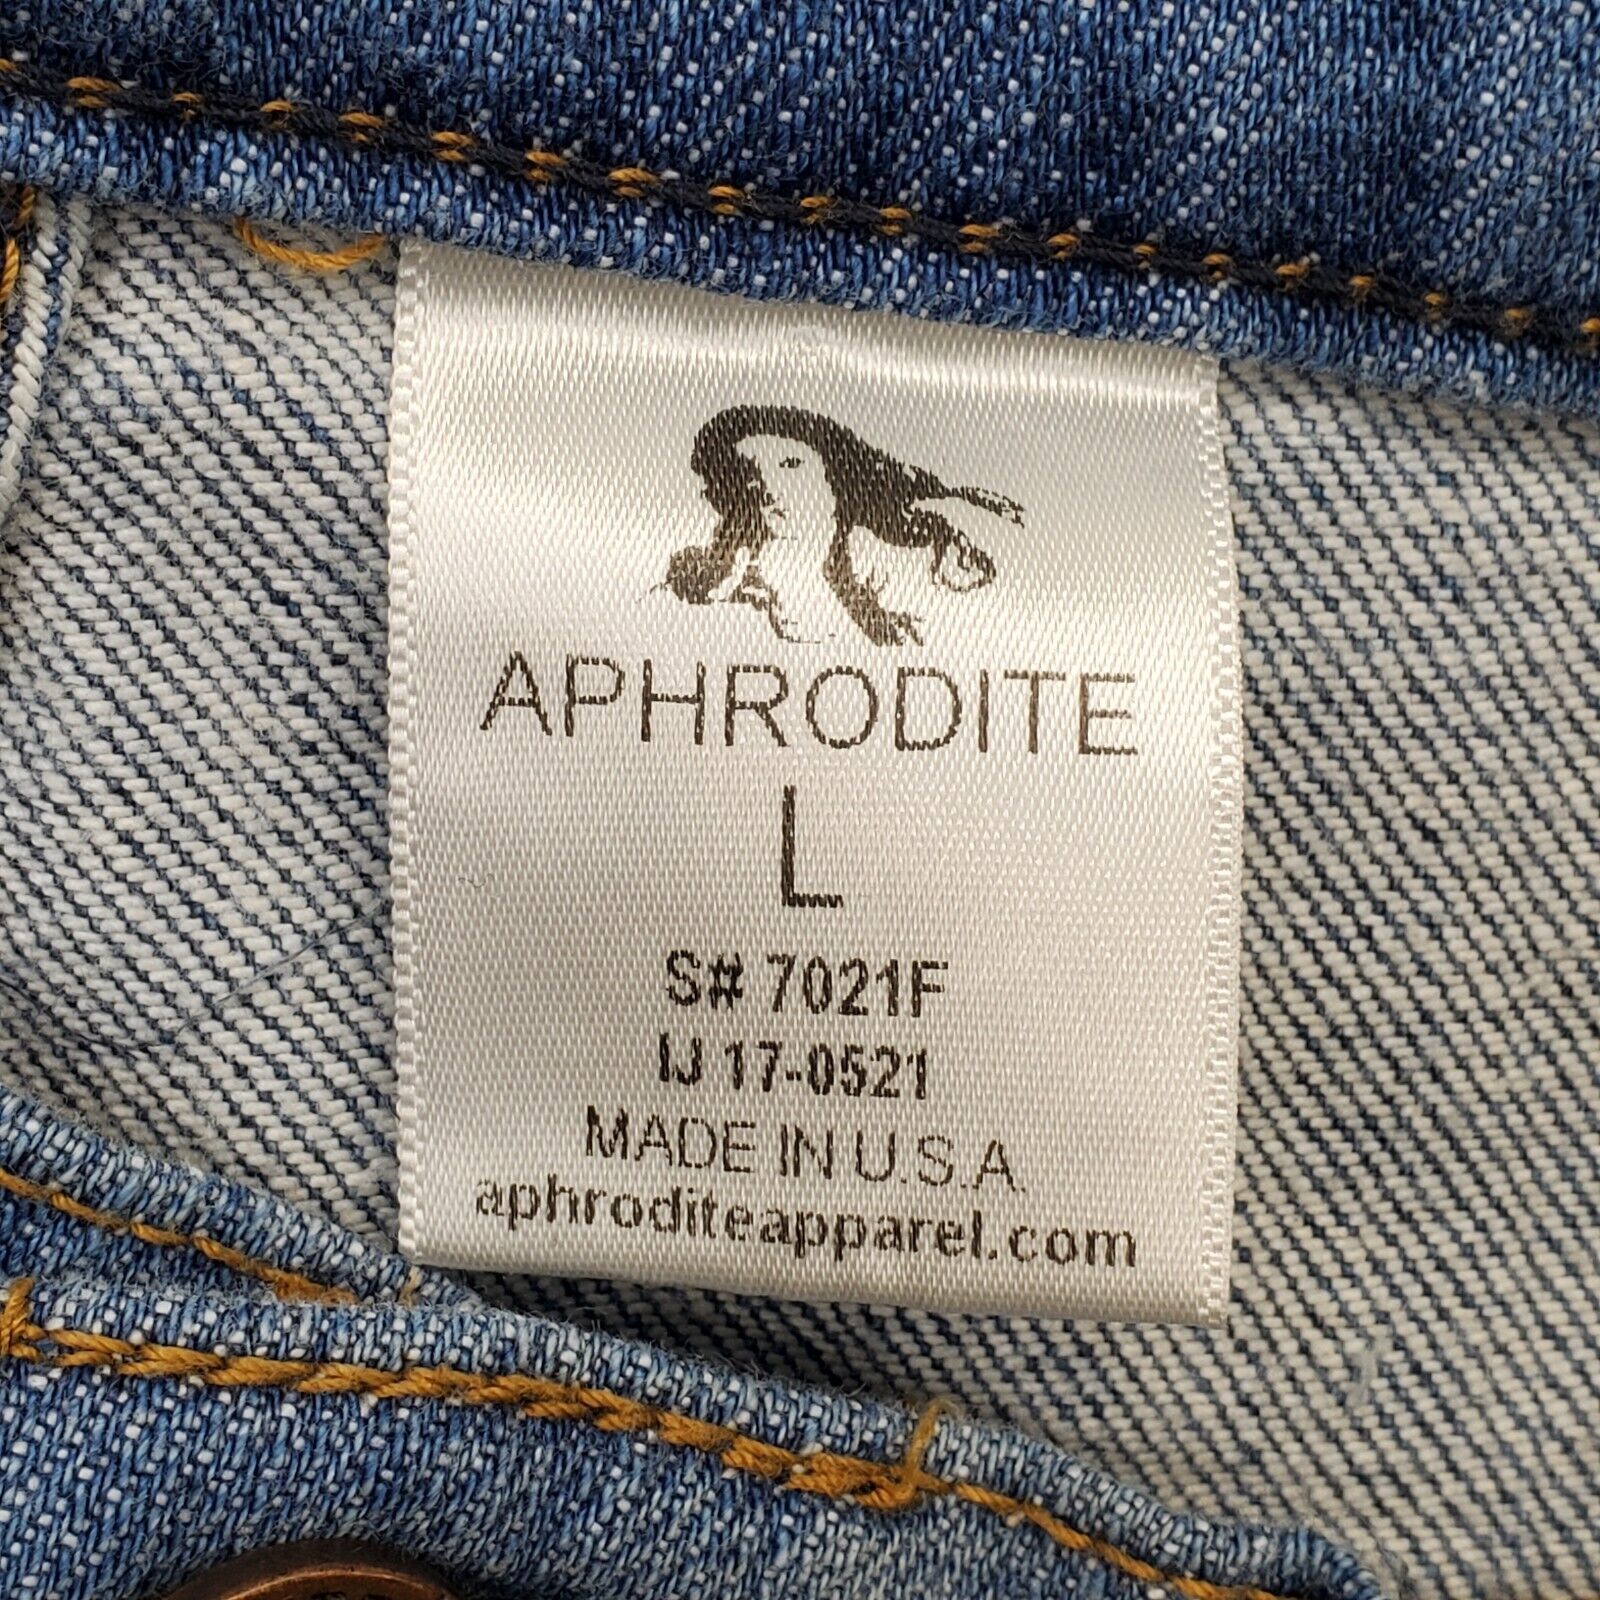 APHRODITE
L
S# 7021F
IJ 17-0521
MADE IN U.S.A.
aphroditeapparel.com